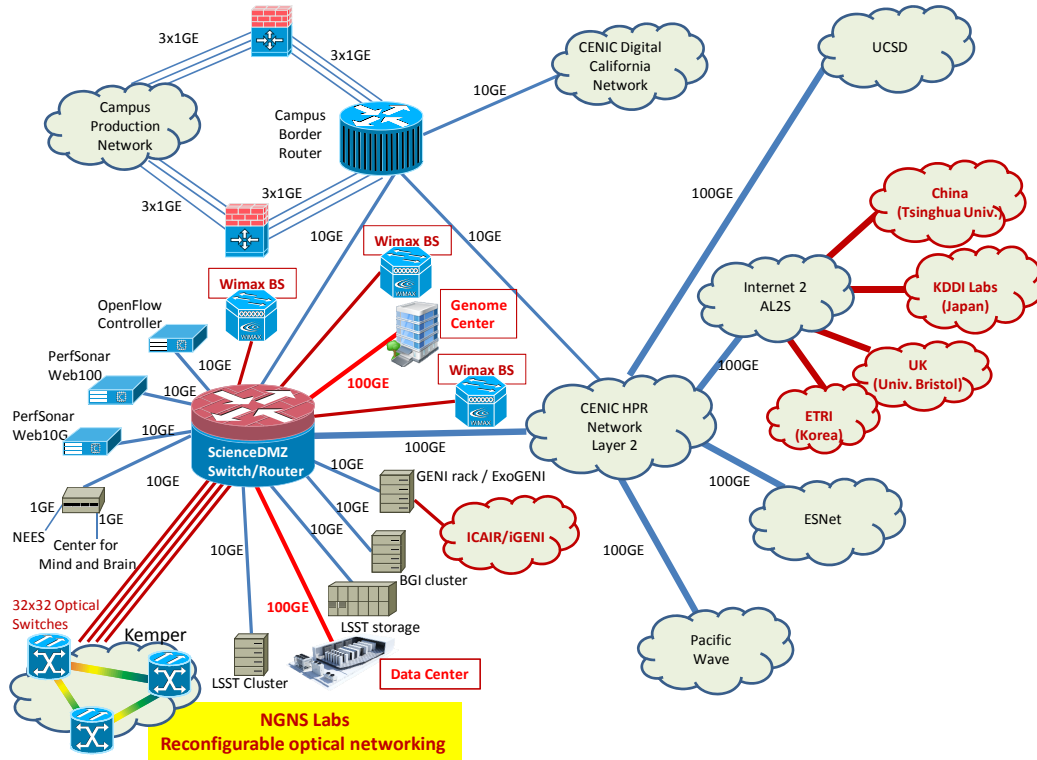 3x1GE
3x1GE
CENIC Digital
California
Network
UCSD
10GE
Campus
Production
Network
Campus
Border
Router
3x1GE
3x1GE
100GE
China
(Tsinghua Univ.)
10GE
10GE
Wimax BS
WiMAX
Wimax BS
WiMAX
Internet 2
AL2S
KDDI Labs
(Japan)
OpenFlow
Controller
Genome
Center
PerfSonar
Web100
10GE
10GE
100GE
Wimax BS
WiMAX
100GE
UK
(Univ. Bristol)
ETRI
(Korea)
PerfSonar
Web10G
10GE
CENIC HPR
Network
Layer 2
ScienceDMZ
Switch/Router
100GE
10GE
10GE
GENI rack / ExoGENI
100GE
1GE
1GE
NEES
Center for
Mind and Brain
10GE
10GE
10GE
ICAIR/iGENI
ESNet
100GE
BGI cluster
32x32 Optical
Switches
100GE
LSST storage
Kemper
LSST Cluster
Data Center
Pacific
Wave
NGNS Labs
Reconfigurable optical networking